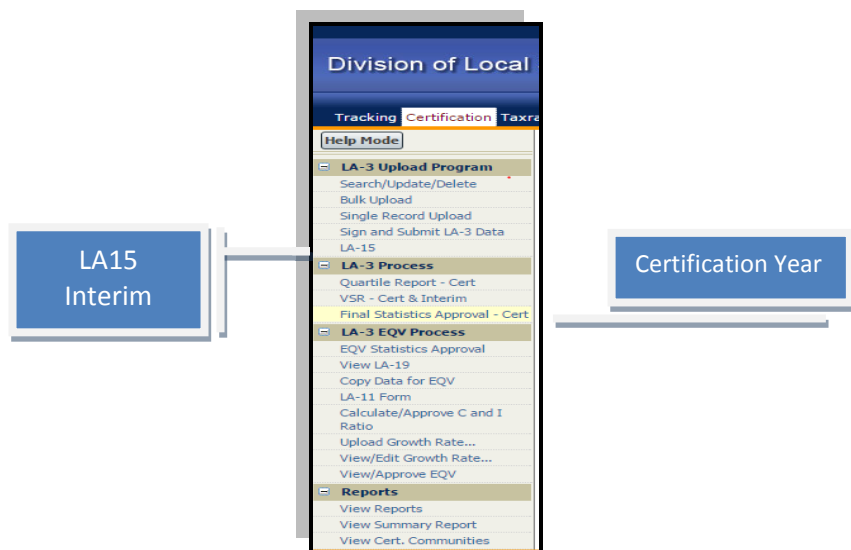 Division of Local
Tracking Certification Taxra
Help Mode
LA-3 Upload Program
Search/Update/Delete
Bulk Upload
Single Record Upload
Sign and Submit LA-3 Data
LA-15
LA-3 Process
Quartile Report - Cert
VSR - Cert & Interim
Final Statistics Approval - Cert
LA-3 EQV Process
EQV Statistics Approval
View LA-19
Copy Data for EQV
LA-11 Form
Calculate/Approve C and I
Ratio
Upload Growth Rate...
View/Edit Growth Rate...
View/Approve EQV
Reports
View Reports
View Summary Report
View Cert. Communities
LA15
Interim
Certification Year